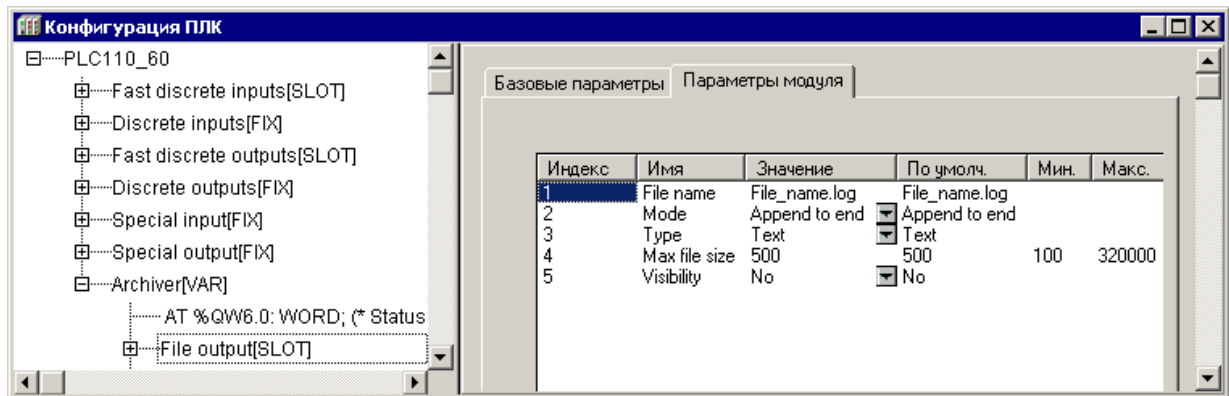 Конфигурация ПЛК
PLC110_60
Fast discrete inputs[SLOT]
Discrete inputs[FIX]
Fast discrete outputs[SLOT]
Discrete outputs[FIX]
Special input[FIX]
Special output[FIX]
Archiver[VAR]
AT %QW6.0: WORD; (* Status
File output[SLOT]
Базовые параметры Параметры модуля
Индекс Имя Значение По умолч. Мин. Макс.
1 File name File_name.log File_name.log
2 Mode Append to end Append to end
3 Type Text Text
4 Max file size 500 500 100 320000
5 Visibility No No